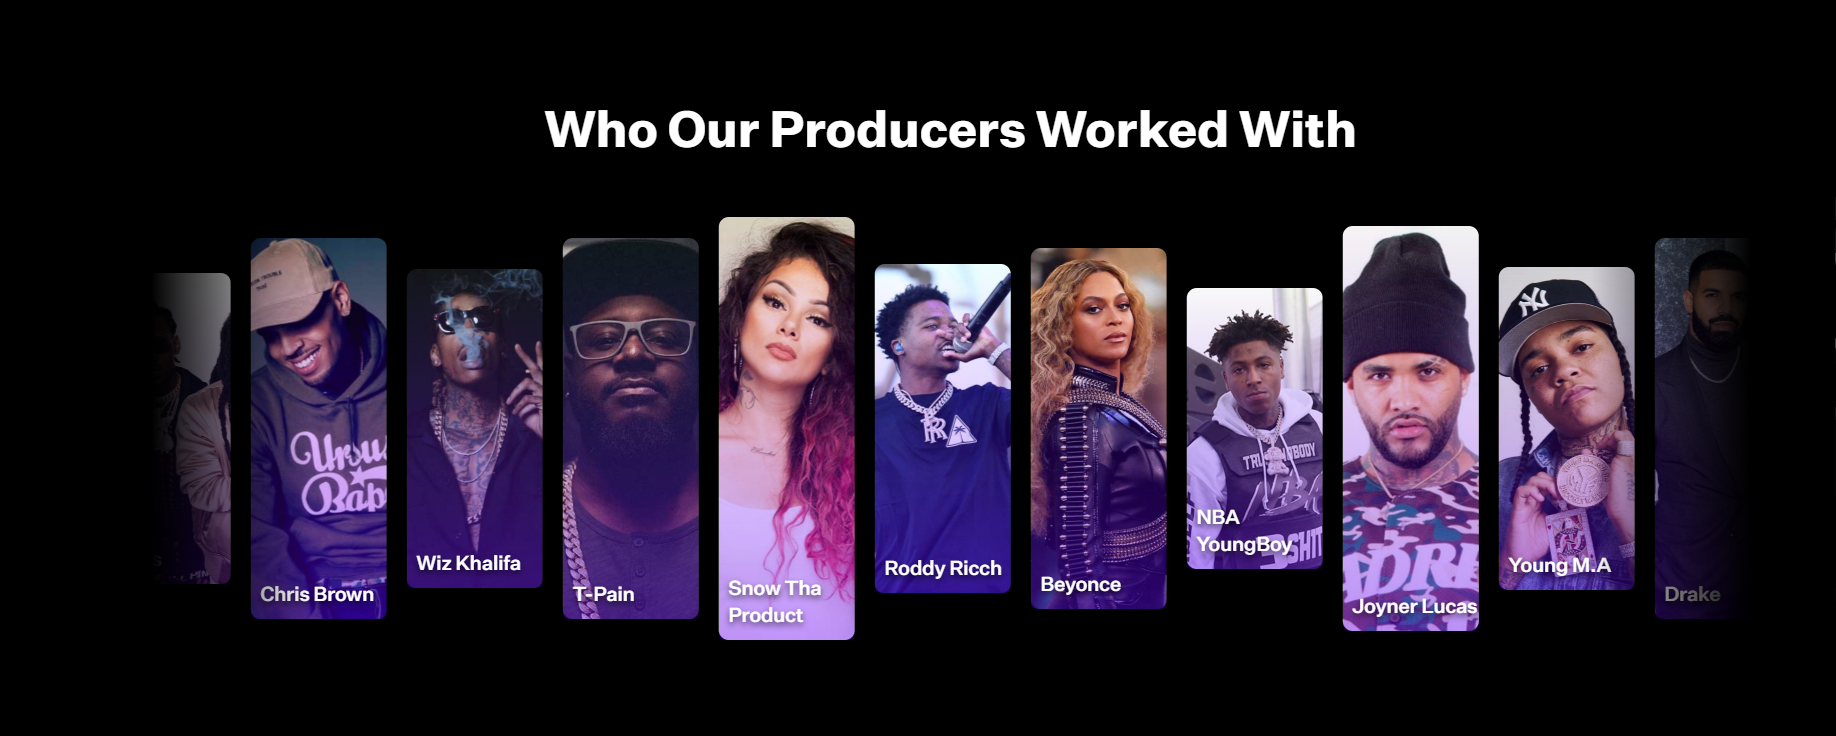 Who Our Producers Worked With
Chris Brown
Wiz Khalifa
T-Pain
Snow Tha
Product
Roddy Ricch
Beyonce
NBA
YoungBoy
Joyner Lucas
Young M.A
Drake